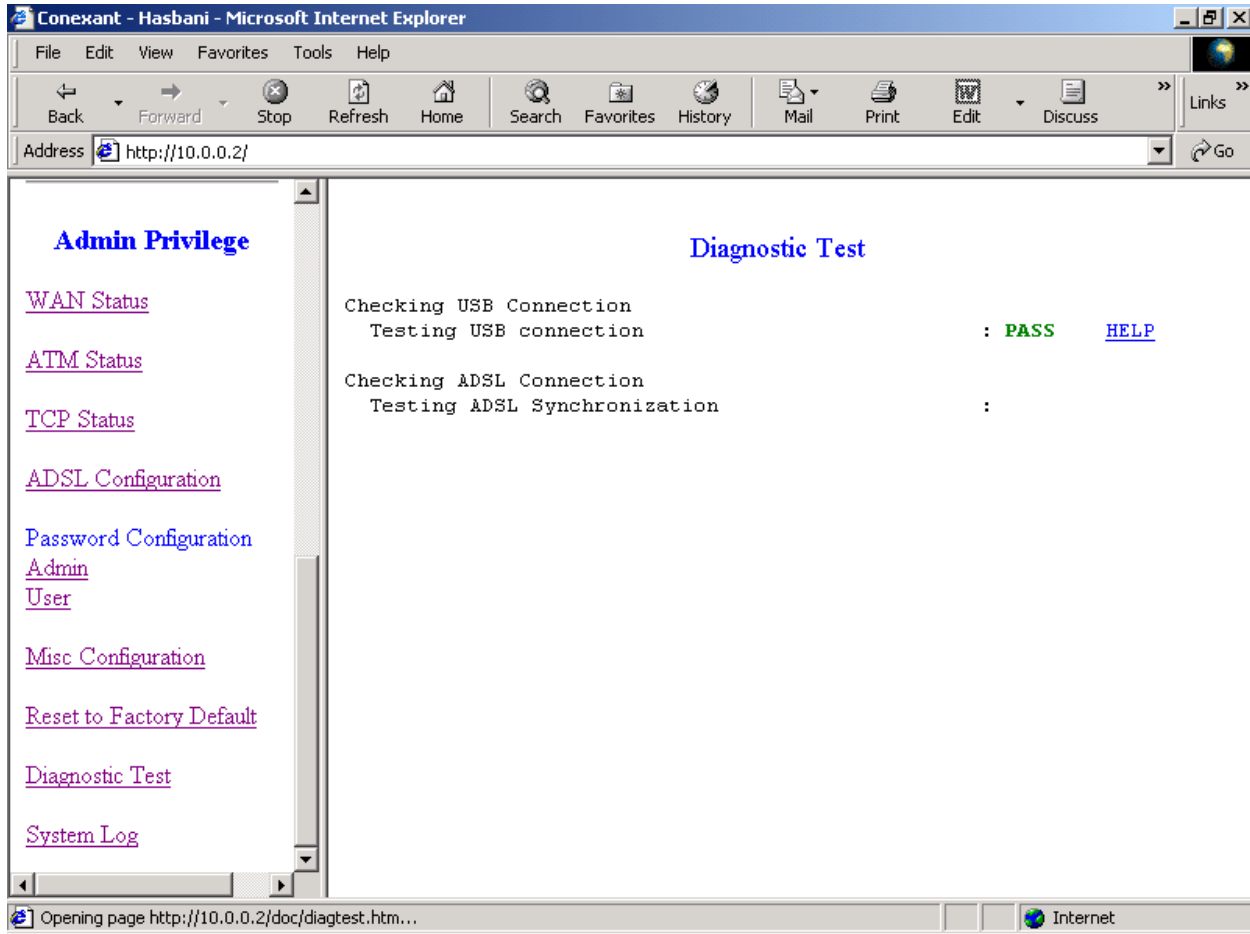 Conexant - Hasbani - Microsoft Internet Explorer
File Edit View Favorites Tools Help
Back Forward Stop Refresh Home Search Favorites History Mail Print Edit Discuss » Links »
Address http://10.0.0.2/ Go
Admin Privilege
WAN Status
ATM Status
TCP Status
ADSL Configuration
Password Configuration
Admin
User
Misc Configuration
Reset to Factory Default
Diagnostic Test
System Log
Diagnostic Test
Checking USB Connection
Testing USB connection : PASS HELP
Checking ADSL Connection
Testing ADSL Synchronization :
Opening page http://10.0.0.2/doc/diagtest.htm... Internet